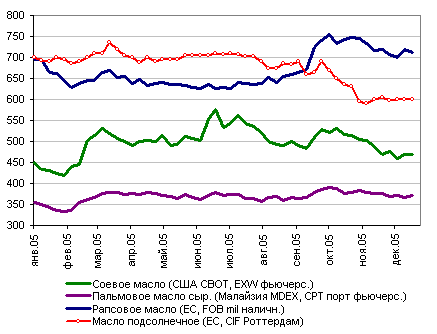 800
750
700
650
600
550
500
450
400
350
300
янв.05
фев.05
мар.05
апр.05
май.05
июн.05
июл.05
авг.05
сен.05
окт.05
ноя.05
дек.05
Соевое масло (США CBOT, EXW фьючерс.)
Пальмовое масло сыр. (Малайзия MDEX, CPT порт фьючерс.)
Рапсовое масло (ЕС, FOB mil наличн.)
Масло подсолнечное (ЕС, CIF Роттердам)